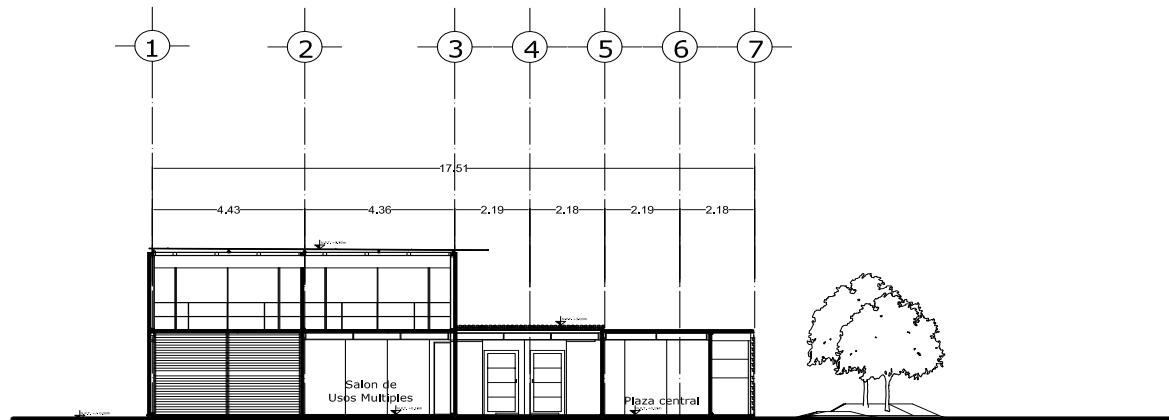 1 2 3 4 5 6 7
17.51
4.43 4.36 2.19 2.18 2.19 2.18
Salon de
Usos Multiples
Plaza central